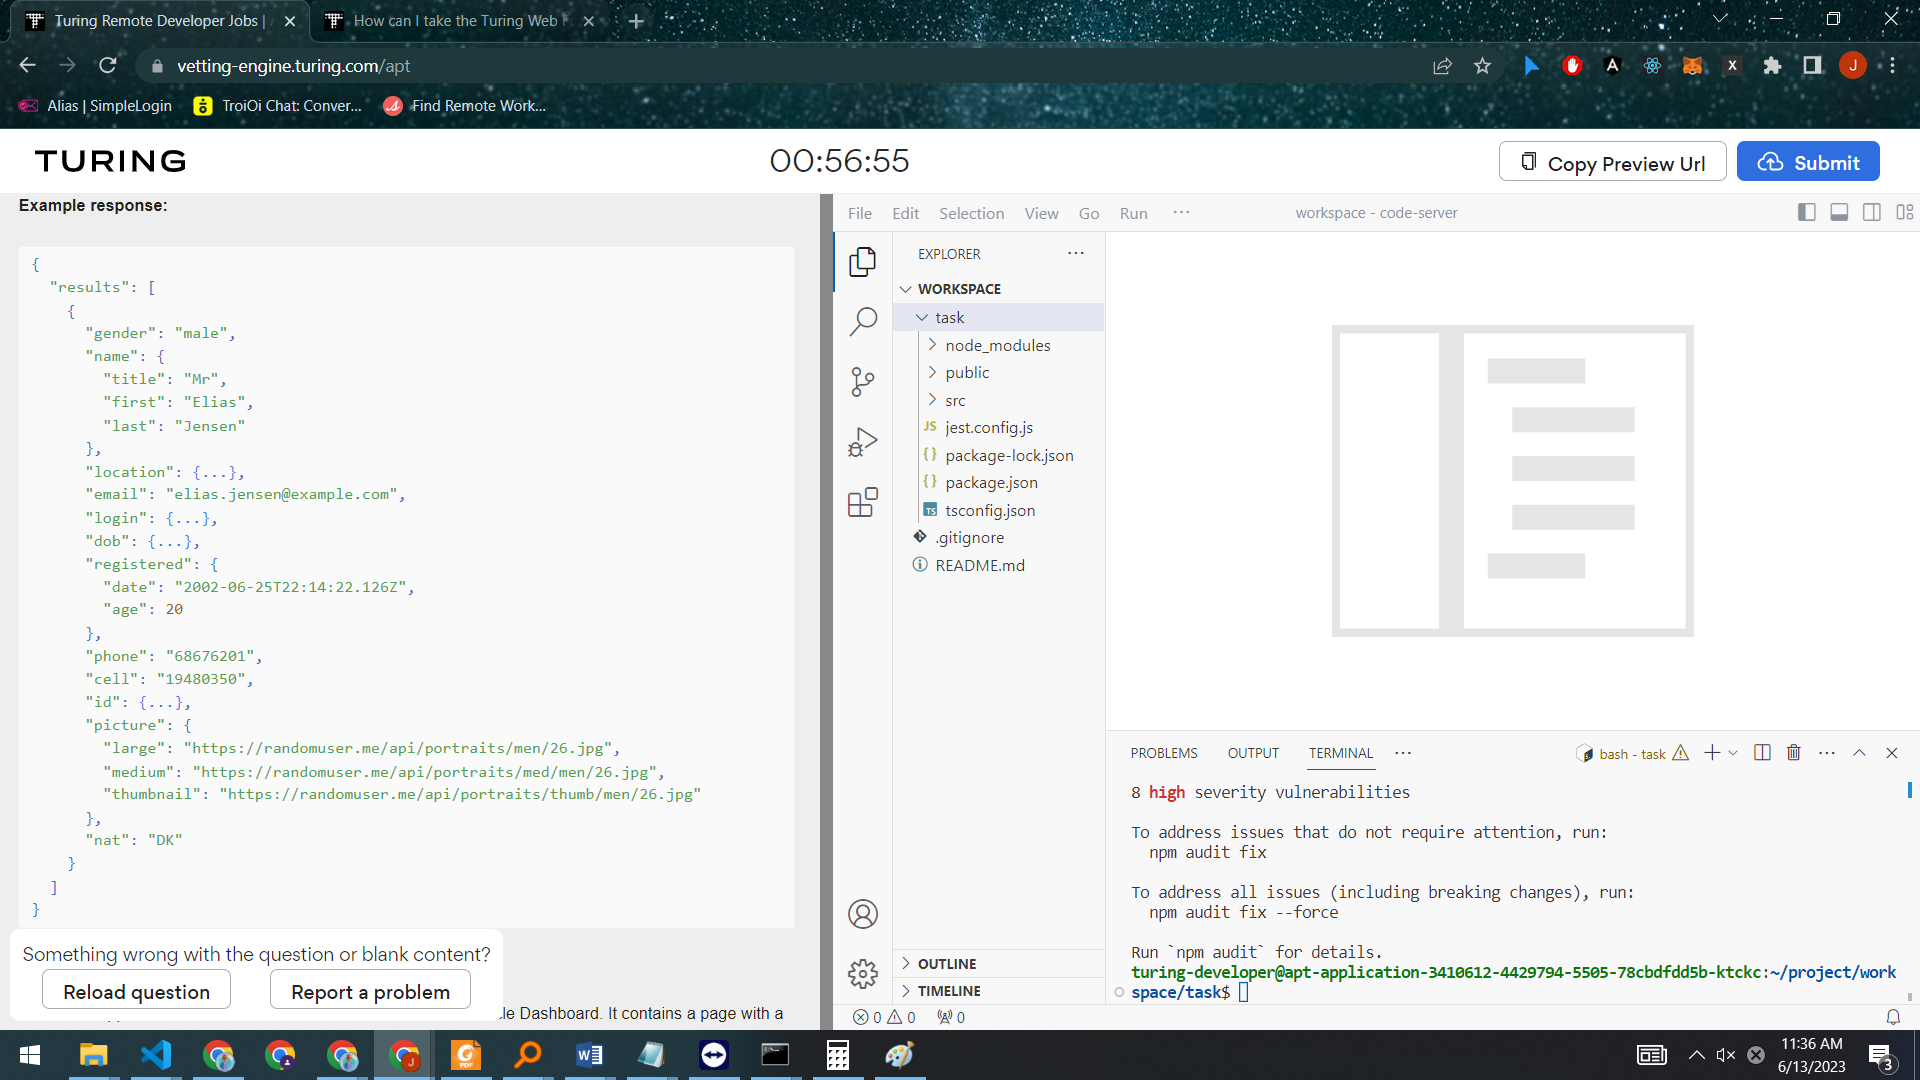 Turing Remote Developer Jobs |
How can I take the Turing Web
vetting-engine.turing.com/apt
J
Alias | SimpleLogin
TroiOi Chat: Conver...
Find Remote Work...
TURING
00:56:55
Copy Preview Url
Submit
Example response:
{
"results": [
{
"gender": "male",
"name": {
"title": "Mr",
"first": "Elias",
"last": "Jensen"
},
"location": {...},
"email": "elias.jensen@example.com",
"login": {...},
"dob": {...},
"registered": {
"date": "2002-06-25T22:14:22.126Z",
"age": 20
},
"phone": "68676201",
"cell": "19480350",
"id": {...},
"picture": {
"large": "https://randomuser.me/api/portraits/men/26.jpg",
"medium": "https://randomuser.me/api/portraits/med/men/26.jpg",
"thumbnail": "https://randomuser.me/api/portraits/thumb/men/26.jpg"
},
"nat": "DK"
}
]
}
Something wrong with the question or blank content?
Reload question
Report a problem
le Dashboard. It contains a page with a
File Edit Selection View Go Run ···
workspace - code-server
EXPLORER
WORKSPACE
task
node_modules
public
src
JS jest.config.js
{} package-lock.json
{} package.json
TS tsconfig.json
.gitignore
README.md
OUTLINE
TIMELINE
PROBLEMS OUTPUT TERMINAL ···
bash - task
8 high severity vulnerabilities
To address issues that do not require attention, run:
npm audit fix
To address all issues (including breaking changes), run:
npm audit fix --force
Run `npm audit` for details.
turing-developer@apt-application-3410612-4429794-5505-78cbdfdd5b-ktckc:~/project/work
space/task$
0 0 0
11:36 AM
6/13/2023
3